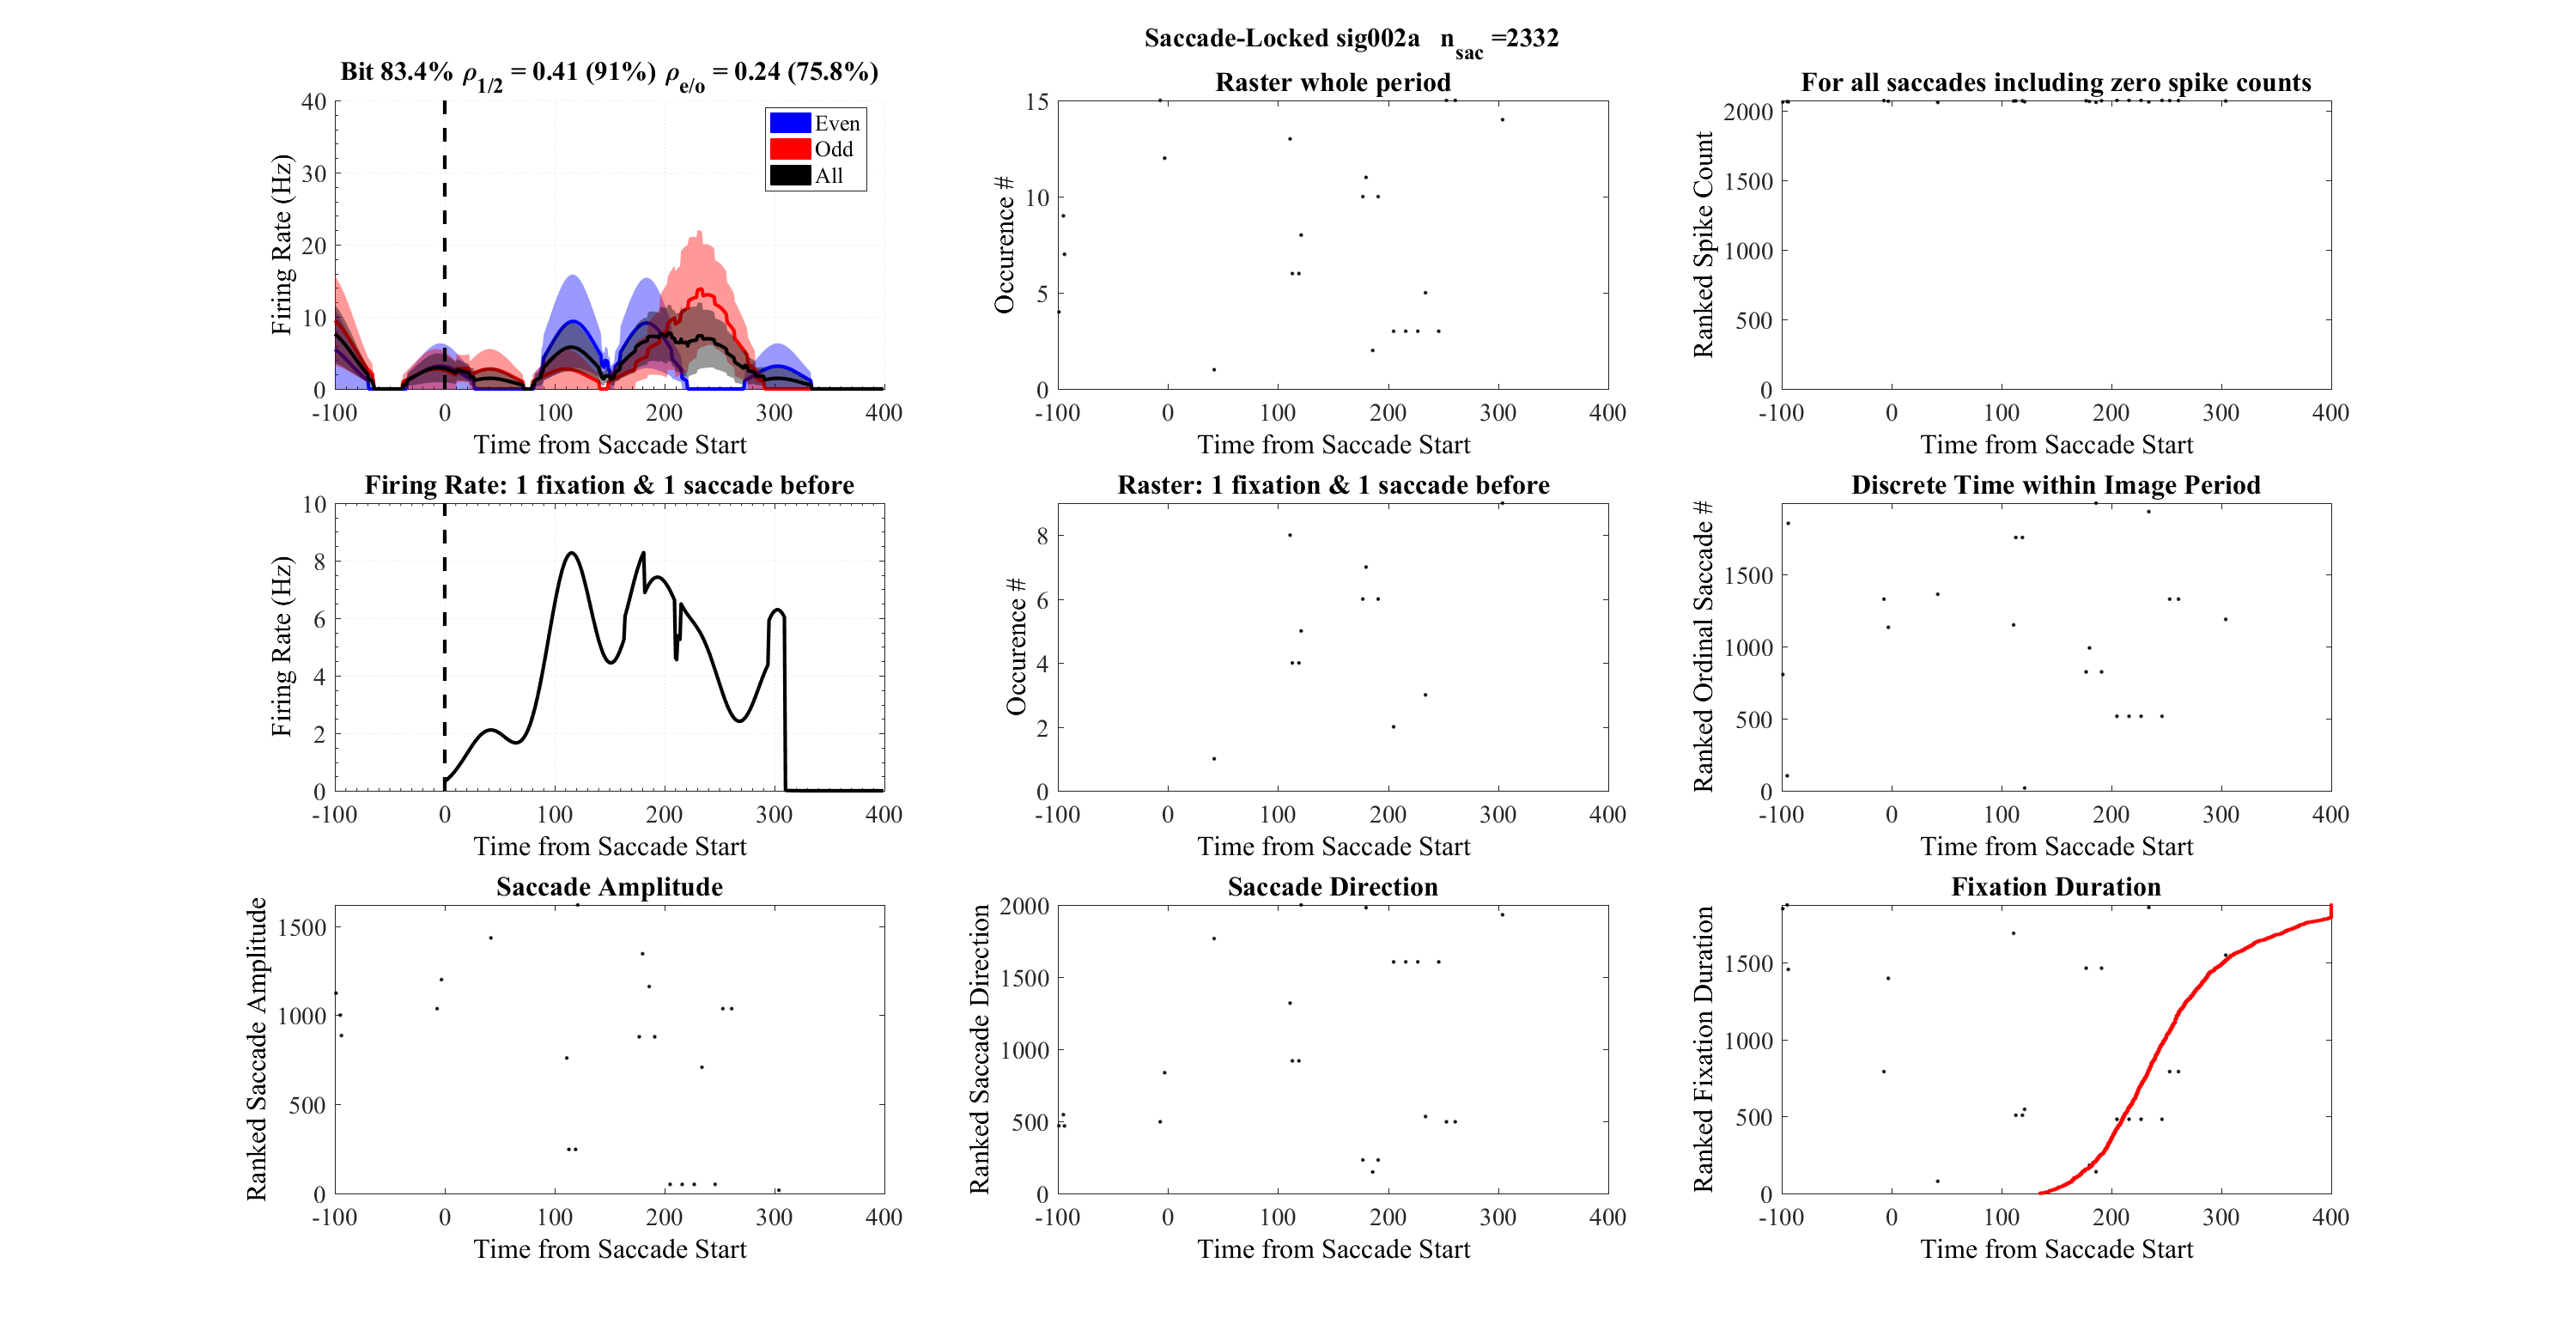 Saccade-Locked sig002a n_sac =2332
Bit 83.4% ρ_1/2 = 0.41 (91%) ρ_e/o = 0.24 (75.8%)
Firing Rate (Hz)
40
30
20
10
0
Even
Odd
All
-100 0 100 200 300 400
Time from Saccade Start
Raster whole period
Occurence #
15
10
5
0
-100 0 100 200 300 400
Time from Saccade Start
For all saccades including zero spike counts
Ranked Spike Count
2000
1500
1000
500
0
-100 0 100 200 300 400
Time from Saccade Start
Firing Rate: 1 fixation & 1 saccade before
Firing Rate (Hz)
10
8
6
4
2
0
-100 0 100 200 300 400
Time from Saccade Start
Raster: 1 fixation & 1 saccade before
Occurence #
8
6
4
2
0
-100 0 100 200 300 400
Time from Saccade Start
Discrete Time within Image Period
Ranked Ordinal Saccade #
1500
1000
500
0
-100 0 100 200 300 400
Time from Saccade Start
Saccade Amplitude
Ranked Saccade Amplitude
1500
1000
500
0
-100 0 100 200 300 400
Time from Saccade Start
Saccade Direction
Ranked Saccade Direction
2000
1500
1000
500
0
-100 0 100 200 300 400
Time from Saccade Start
Fixation Duration
Ranked Fixation Duration
1500
1000
500
0
-100 0 100 200 300 400
Time from Saccade Start